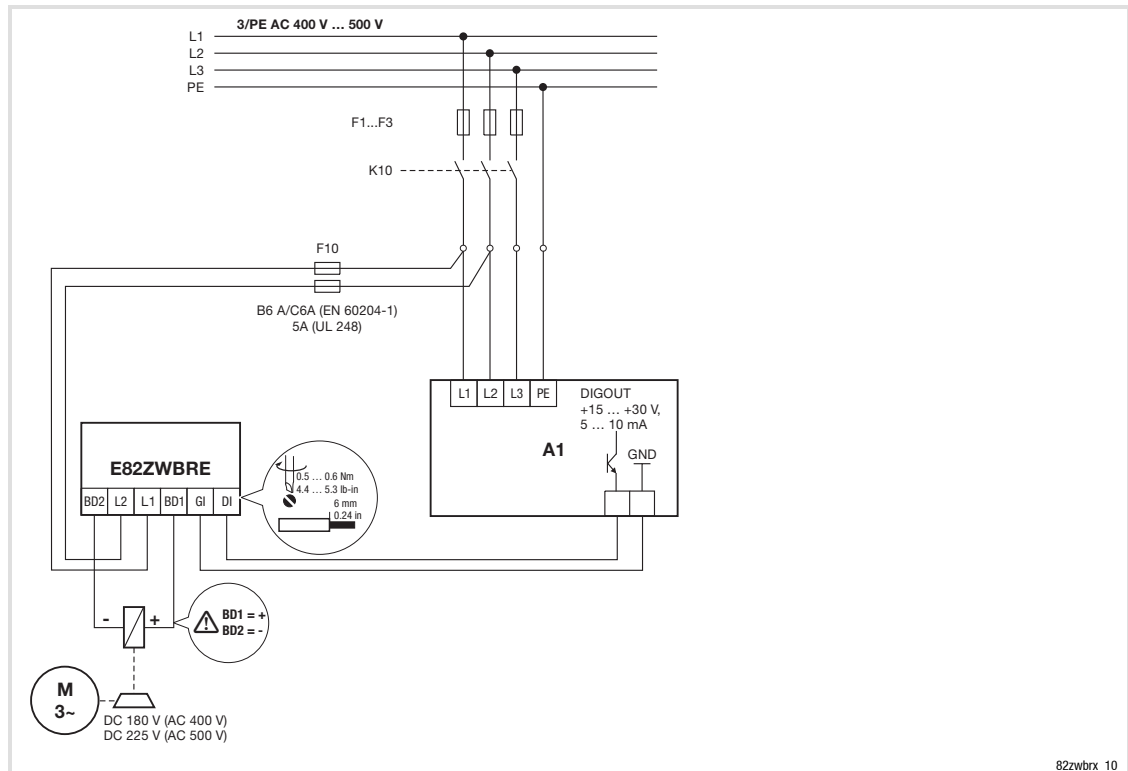 3/PE AC 400 V ... 500 V
L1
L2
L3
PE
F1...F3
K10
F10
B6 A/C6A (EN 60204-1)
5A (UL 248)
L1 L2 L3 PE
DIGOUT
+15 ... +30 V,
5 ... 10 mA
A1
GND
E82ZWBRE
BD2 L2 L1 BD1 GI DI
0.5 ... 0.6 Nm
4.4 ... 5.3 lb-in
6 mm
0.24 in
- +
BD1 = +
BD2 = -
M
3~
DC 180 V (AC 400 V)
DC 225 V (AC 500 V)
82zwbrx_10